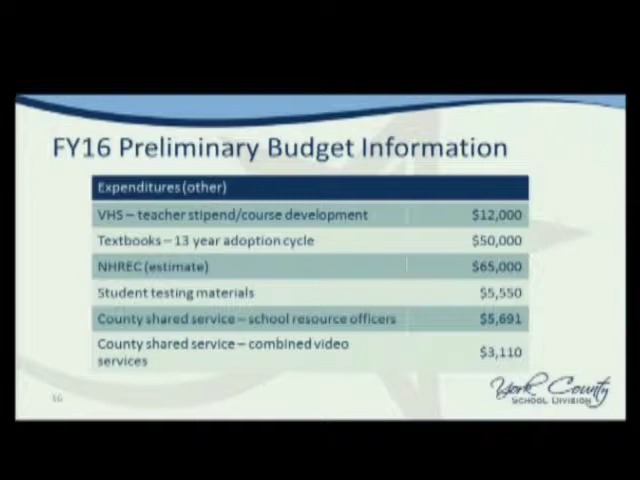 FY16 Preliminary Budget Information
Expenditures (other)
VHS – teacher stipend/course development $12,000
Textbooks – 13 year adoption cycle $50,000
NHREC (estimate) $65,000
Student testing materials $5,550
County shared service – school resource officers $5,691
County shared service – combined video
services $3,110
York County
SCHOOL DIVISION